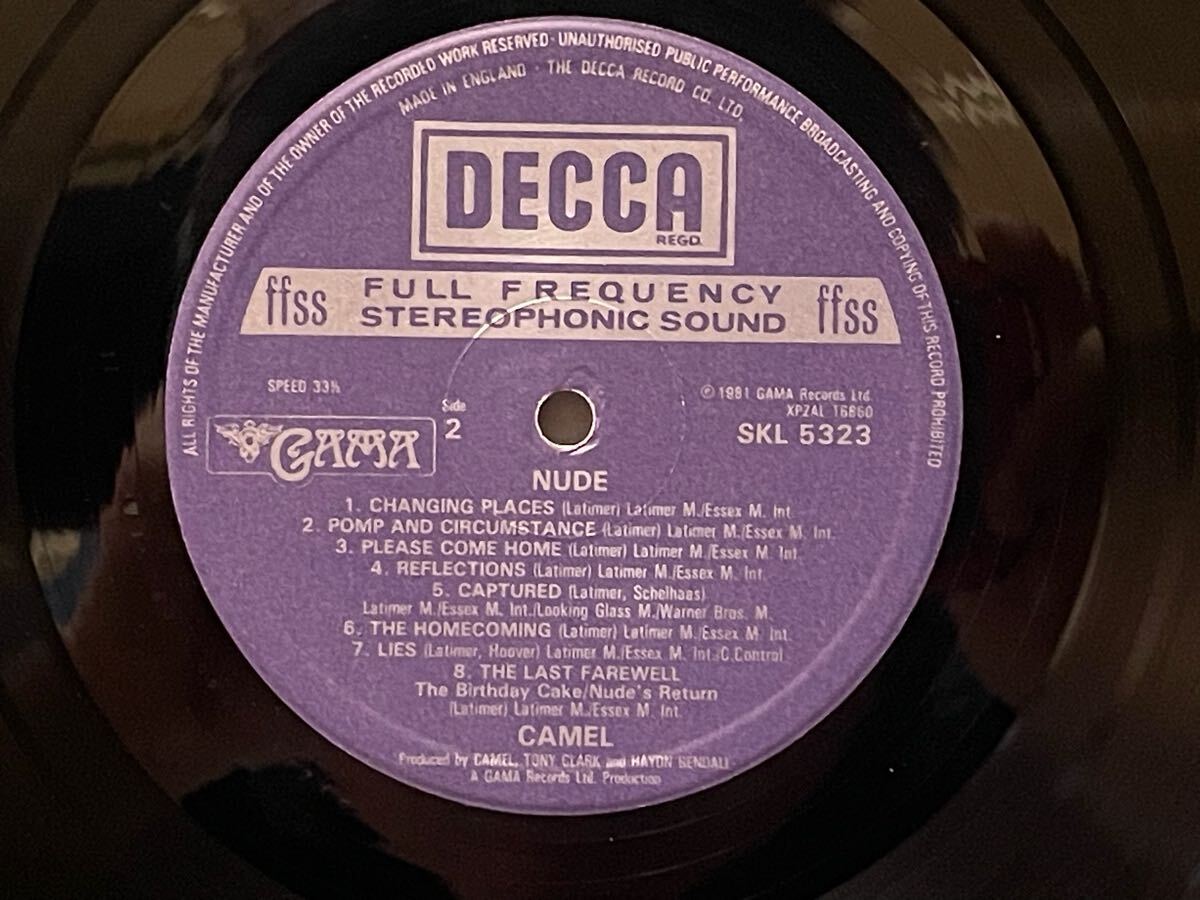 ALL RIGHTS OF THE MANUFACTURER AND OF THE OWNER OF THE RECORDED WORK RESERVED · UNAUTHORISED PUBLIC PERFORMANCE BROADCASTING AND COPYING OF THIS RECORD PROHIBITED
MADE IN ENGLAND · THE DECCA RECORD CO. LTD.
DECCA
REGD.
ffss FULL FREQUENCY ffss
STEREOPHONIC SOUND
SPEED 33⅓
Side
2
GAMA
℗ 1981 GAMA Records Ltd.
XPZAL 16860
SKL 5323
NUDE
1. CHANGING PLACES (Latimer) Latimer M./Essex M. Int.
2. POMP AND CIRCUMSTANCE (Latimer) Latimer M./Essex M. Int.
3. PLEASE COME HOME (Latimer) Latimer M./Essex M. Int.
4. REFLECTIONS (Latimer) Latimer M./Essex M. Int.
5. CAPTURED (Latimer, Schelhaas)
Latimer M./Essex M. Int./Looking Glass M./Warner Bros. M.
6. THE HOMECOMING (Latimer) Latimer M./Essex M. Int.
7. LIES (Latimer, Hoover) Latimer M./Essex M. Int./C.Control
8. THE LAST FAREWELL
The Birthday Cake/Nude's Return
(Latimer) Latimer M./Essex M. Int.
CAMEL
Produced by CAMEL, TONY CLARK and HAYDN BENDALL
A GAMA Records Ltd. Production